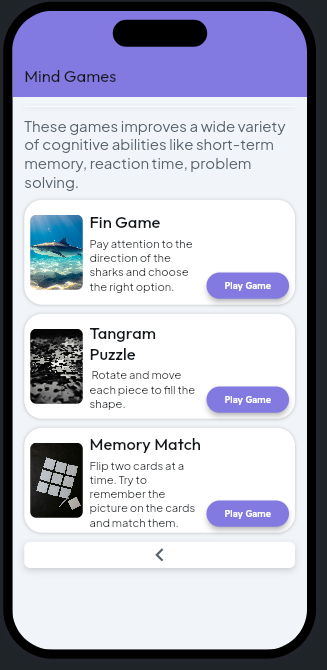 Mind Games
These games improves a wide variety
of cognitive abilities like short-term
memory, reaction time, problem
solving.
Fin Game
Pay attention to the
direction of the
sharks and choose
the right option.
Play Game
Tangram
Puzzle
Rotate and move
each piece to fill the
shape.
Play Game
Memory Match
Flip two cards at a
time. Try to
remember the
picture on the cards
and match them.
Play Game